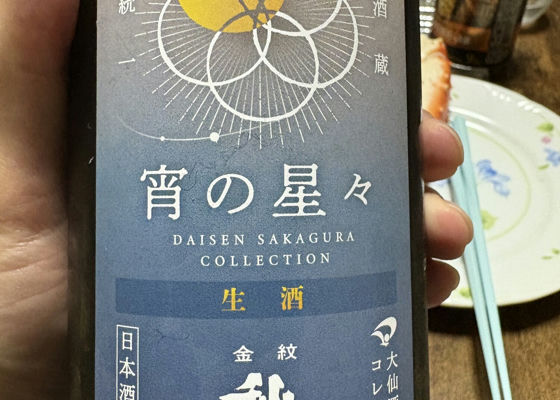 統一
酒蔵
宵の星々
DAISEN SAKAGURA
COLLECTION
生酒
金紋
日本酒
大仙
コレ